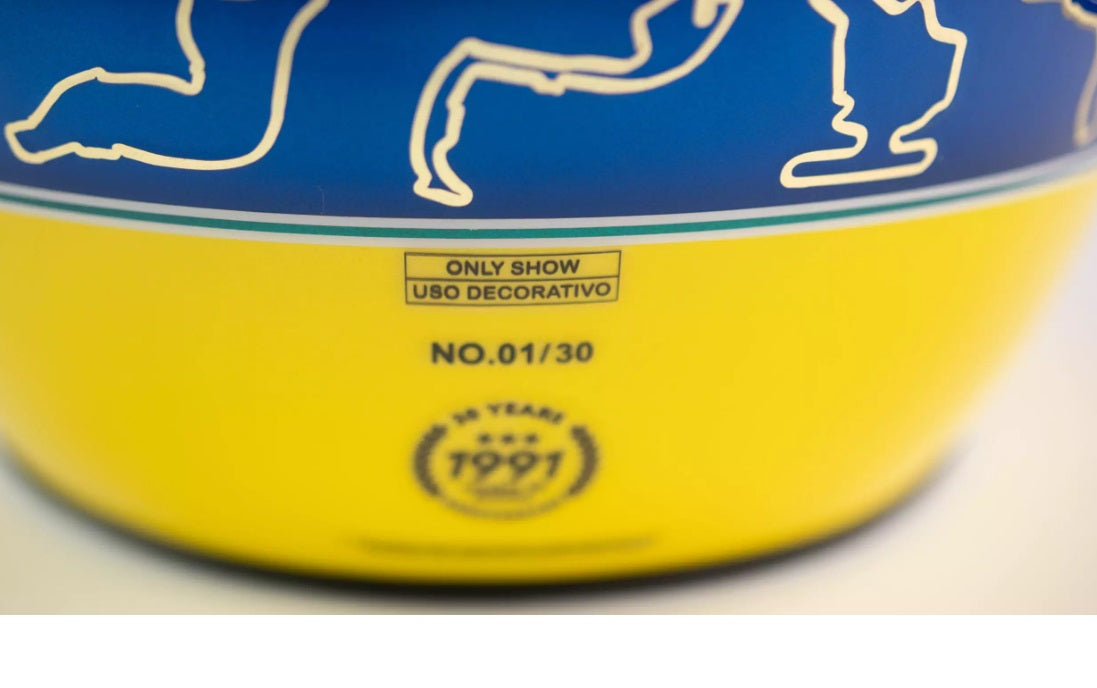 ONLY SHOW
USO DECORATIVO
NO.01/30
30 YEARS
1991